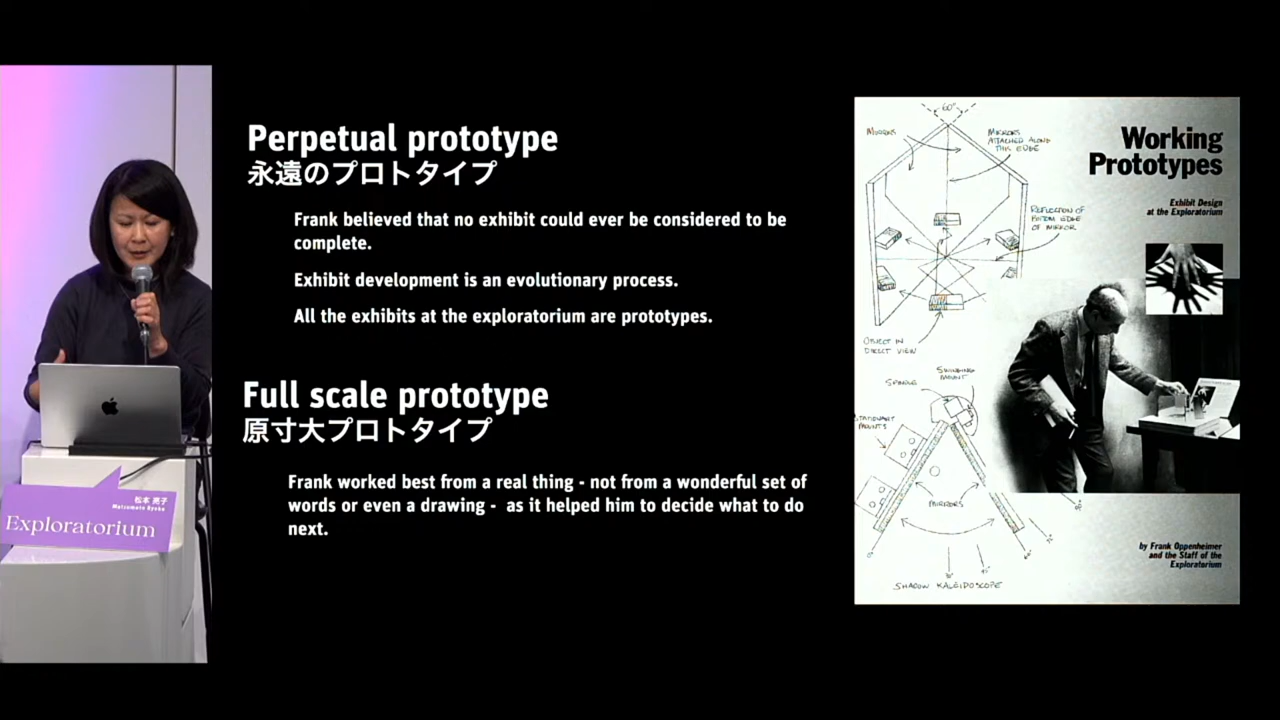 Perpetual prototype
永遠のプロトタイプ
Frank believed that no exhibit could ever be considered to be
complete.
Exhibit development is an evolutionary process.
All the exhibits at the exploratorium are prototypes.
Full scale prototype
原寸大プロトタイプ
Frank worked best from a real thing - not from a wonderful set of
words or even a drawing - as it helped him to decide what to do
next.
松本 亮子
Matsumoto Ryoko
Exploratorium
Working
Prototypes
Exhibit Design
at the Exploratorium
by Frank Oppenheimer
and the Staff of the
Exploratorium
60°
MIRRORS
MIRRORS
ATTACHED ALONG
THIS EDGE
REFLECTION OF
BOTTOM EDGE
OF MIRROR
OBJECT IN
DIRECT VIEW
SWINGING
MOUNT
SPINDLE
STATIONARY
MOUNTS
MIRRORS
SHADOW KALEIDOSCOPE